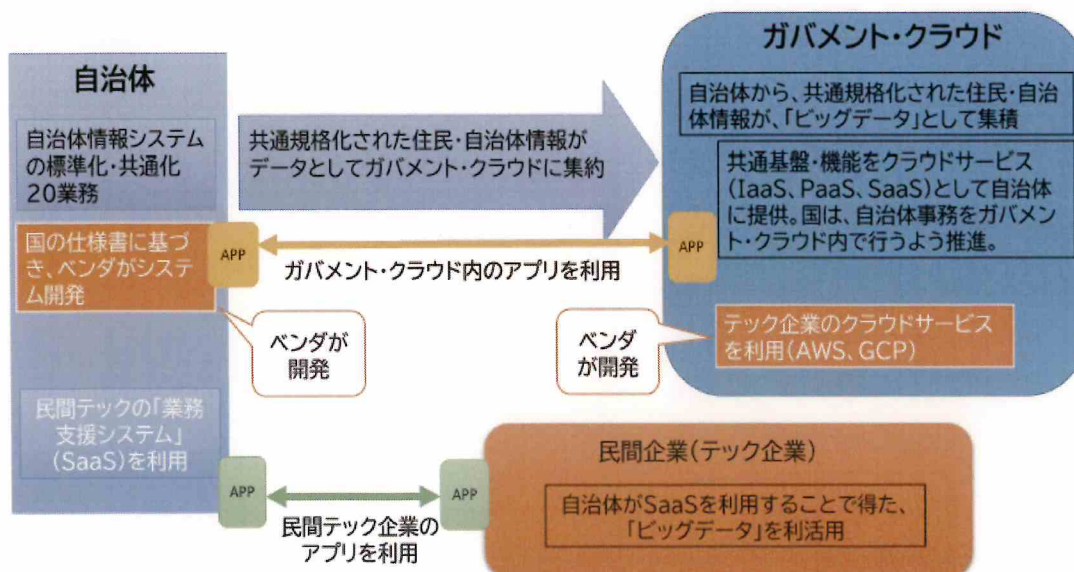 自治体
自治体情報システム
の標準化・共通化
20業務
国の仕様書に基づ
き、ベンダがシステ
ム開発
APP
ベンダが
開発
民間テックの「業務
支援システム」
(SaaS)を利用
APP
共通規格化された住民・自治体情報が
データとしてガバメント・クラウドに集約
ガバメント・クラウド内のアプリを利用
ガバメント・クラウド
自治体から、共通規格化された住民・自治
体情報が、「ビッグデータ」として集積
共通基盤・機能をクラウドサービス
(IaaS、PaaS、SaaS)として自治体
に提供。国は、自治体事務をガバメン
ト・クラウド内で行うよう推進。
APP
ベンダ
が開発
テック企業のクラウドサービス
を利用(AWS、GCP)
民間テック企業の
アプリを利用
APP
民間企業(テック企業)
自治体がSaaSを利用することで得た、
「ビッグデータ」を利活用